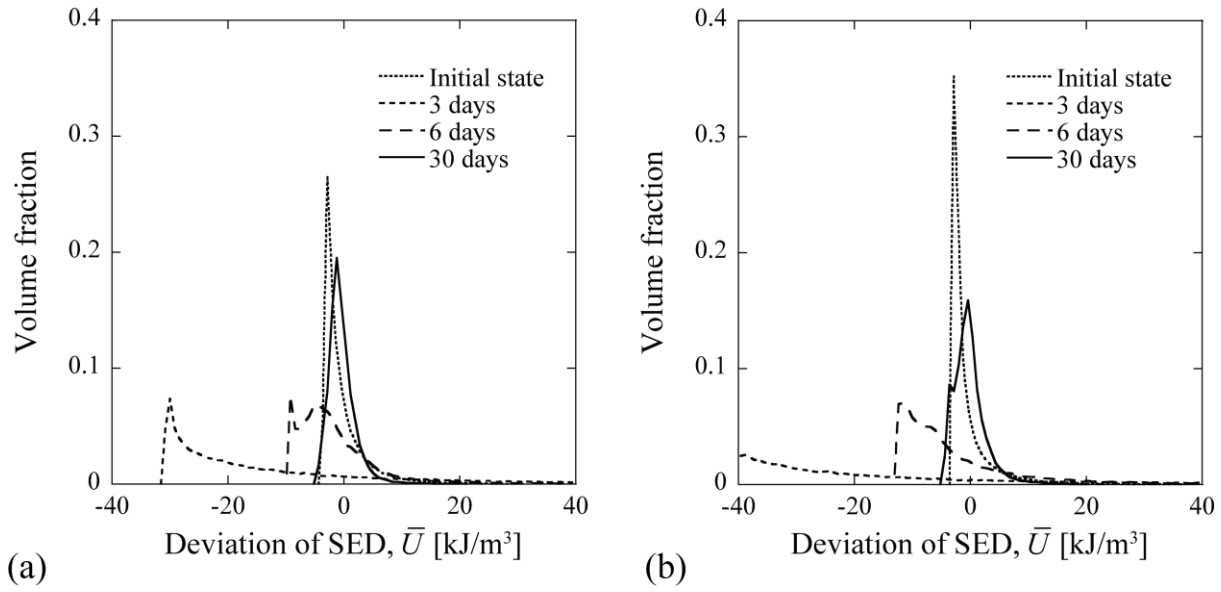 0.4
0.3
0.2
0.1
0
Volume fraction
Initial state
3 days
6 days
30 days
-40
-20
0
20
40
Deviation of SED, U̅ [kJ/m³]
(a)
0.4
0.3
0.2
0.1
0
Volume fraction
Initial state
3 days
6 days
30 days
-40
-20
0
20
40
Deviation of SED, U̅ [kJ/m³]
(b)